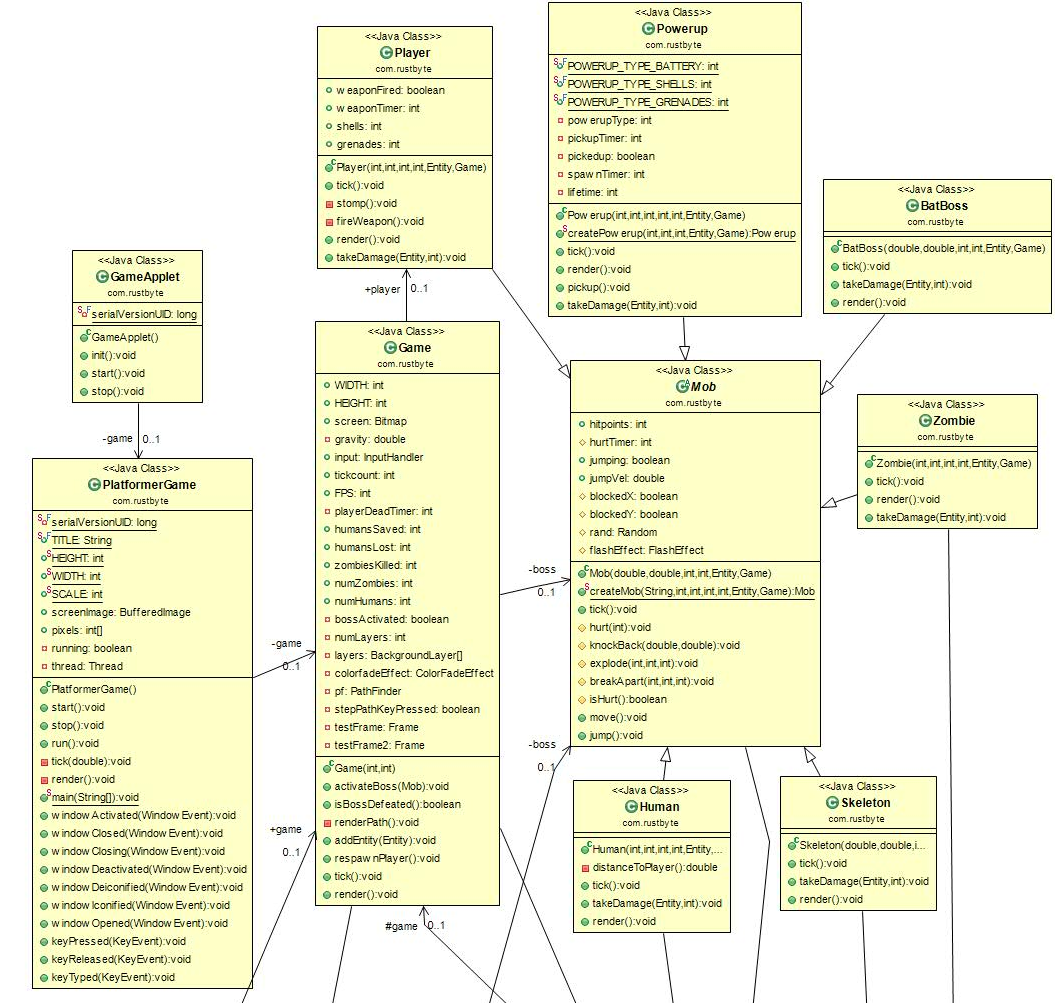 <<Java Class>>
Player
com.rustbyte
weaponFired: boolean
weaponTimer: int
shells: int
grenades: int
Player(int,int,int,int,Entity,Game)
tick():void
stomp():void
fireWeapon():void
render():void
takeDamage(Entity,int):void
<<Java Class>>
Powerup
com.rustbyte
POWERUP_TYPE_BATTERY: int
POWERUP_TYPE_SHELLS: int
POWERUP_TYPE_GRENADES: int
powerupType: int
pickupTimer: int
pickedup: boolean
spawnTimer: int
lifetime: int
Powerup(int,int,int,int,int,Entity,Game)
createPowerup(int,int,int,Entity,Game):Powerup
tick():void
render():void
pickup():void
takeDamage(Entity,int):void
<<Java Class>>
BatBoss
com.rustbyte
BatBoss(double,double,int,int,Entity,Game)
tick():void
takeDamage(Entity,int):void
render():void
<<Java Class>>
GameApplet
com.rustbyte
serialVersionUID: long
GameApplet()
init():void
start():void
stop():void
+player
0..1
-game
0..1
<<Java Class>>
Game
com.rustbyte
WIDTH: int
HEIGHT: int
screen: Bitmap
gravity: double
input: InputHandler
tickcount: int
FPS: int
playerDeadTimer: int
humansSaved: int
humansLost: int
zombiesKilled: int
numZombies: int
numHumans: int
bossActivated: boolean
numLayers: int
layers: BackgroundLayer[]
colorfadeEffect: ColorFadeEffect
pf: PathFinder
stepPathKeyPressed: boolean
testFrame: Frame
testFrame2: Frame
Game(int,int)
activateBoss(Mob):void
isBossDefeated():boolean
renderPath():void
addEntity(Entity):void
respawnPlayer():void
tick():void
render():void
<<Java Class>>
Mob
com.rustbyte
hitpoints: int
hurtTimer: int
jumping: boolean
jumpVel: double
blockedX: boolean
blockedY: boolean
rand: Random
flashEffect: FlashEffect
Mob(double,double,int,int,Entity,Game)
createMob(String,int,int,int,int,Entity,Game):Mob
tick():void
hurt(int):void
knockBack(double,double):void
explode(int,int,int):void
breakApart(int,int,int):void
isHurt():boolean
move():void
jump():void
<<Java Class>>
Zombie
com.rustbyte
Zombie(int,int,int,int,Entity,Game)
tick():void
render():void
takeDamage(Entity,int):void
<<Java Class>>
PlatformerGame
com.rustbyte
serialVersionUID: long
TITLE: String
HEIGHT: int
WIDTH: int
SCALE: int
screenImage: BufferedImage
pixels: int[]
running: boolean
thread: Thread
PlatformerGame()
start():void
stop():void
run():void
tick(double):void
render():void
main(String[]):void
windowActivated(WindowEvent):void
windowClosed(WindowEvent):void
windowClosing(WindowEvent):void
windowDeactivated(WindowEvent):void
windowDeiconified(WindowEvent):void
windowIconified(WindowEvent):void
windowOpened(WindowEvent):void
keyPressed(KeyEvent):void
keyReleased(KeyEvent):void
keyTyped(KeyEvent):void
-game
0..1
-boss
0..1
-boss
0..1
+game
0..1
#game
0..1
<<Java Class>>
Human
com.rustbyte
Human(int,int,int,int,Entity,...
distanceToPlayer():double
tick():void
takeDamage(Entity,int):void
render():void
<<Java Class>>
Skeleton
com.rustbyte
Skeleton(double,double,i...
tick():void
takeDamage(Entity,int):void
render():void